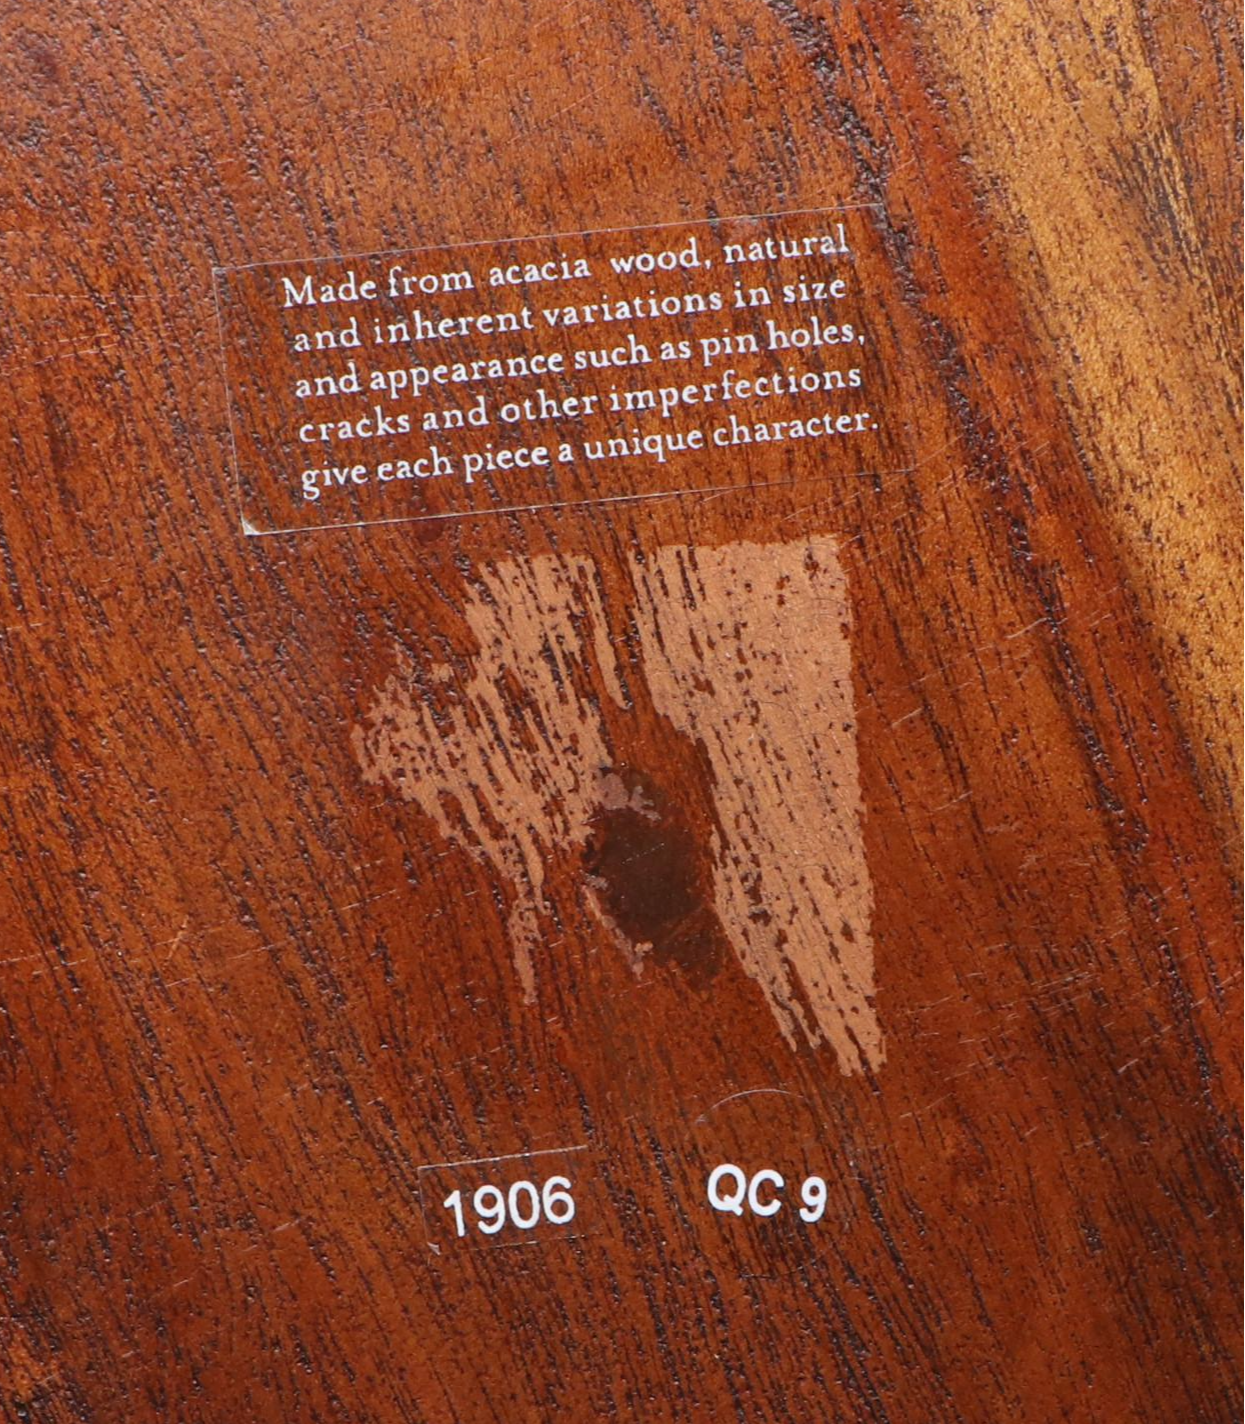 Made from acacia wood, natural
and inherent variations in size
and appearance such as pin holes,
cracks and other imperfections
give each piece a unique character.
1906
QC 9